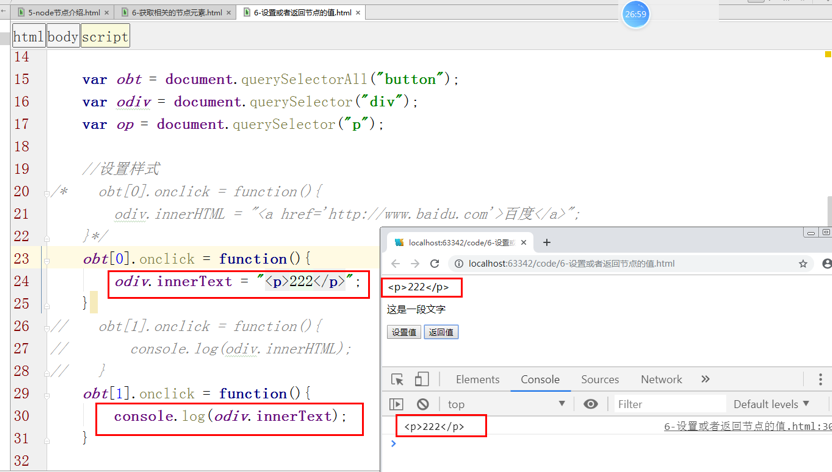 5-node节点介绍.html × 6-获取相关的节点元素.html × 6-设置或者返回节点的值.html ×
26:59
html body script
14
15 var obt = document.querySelectorAll("button");
16 var odiv = document.querySelector("div");
17 var op = document.querySelector("p");
18
19 //设置样式
20 /* obt[0].onclick = function(){
21 odiv.innerHTML = "<a href='http://www.baidu.com'>百度</a>";
22 }*/
23 obt[0].onclick = function(){
24 odiv.innerText = "<p>222</p>";
25 }
26 // obt[1].onclick = function(){
27 // console.log(odiv.innerHTML);
28 // }
29 obt[1].onclick = function(){
30 console.log(odiv.innerText);
31 }
32
localhost:63342/code/6-设置或 × +
localhost:63342/code/6-设置或者返回节点的值.html
<p>222</p>
这是一段文字
设置值 返回值
Elements Console Sources Network »
top Filter Default levels
<p>222</p> 6-设置或者返回节点的值.html:30
>